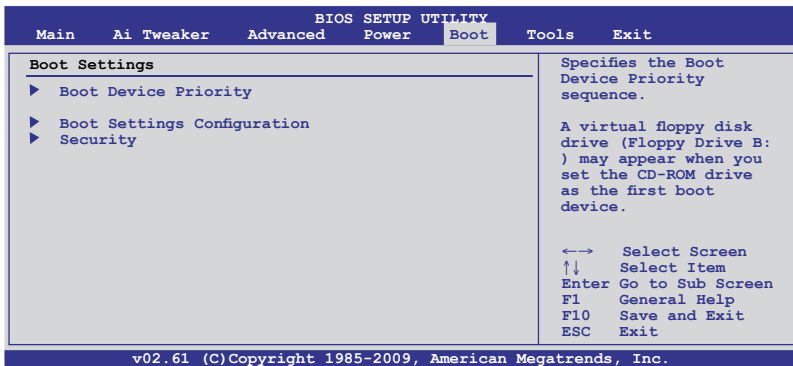 BIOS SETUP UTILITY
Main Ai Tweaker Advanced Power Boot Tools Exit
Boot Settings
Boot Device Priority
Boot Settings Configuration
Security
Specifies the Boot
Device Priority
sequence.
A virtual floppy disk
drive (Floppy Drive B:
) may appear when you
set the CD-ROM drive
as the first boot
device.
←→ Select Screen
↑↓ Select Item
Enter Go to Sub Screen
F1 General Help
F10 Save and Exit
ESC Exit
v02.61 (C)Copyright 1985-2009, American Megatrends, Inc.